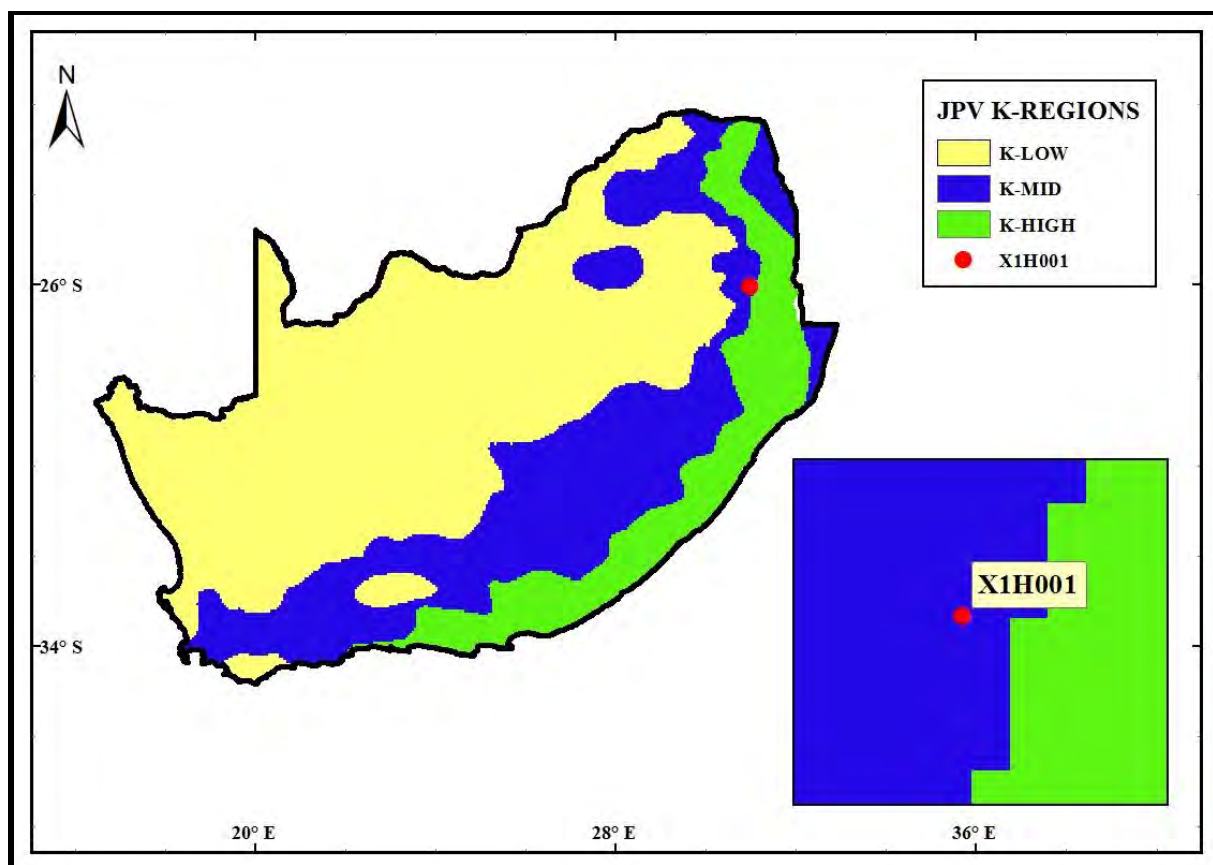 N
JPV K-REGIONS
K-LOW
K-MID
K-HIGH
X1H001
26° S
X1H001
34° S
20° E
28° E
36° E